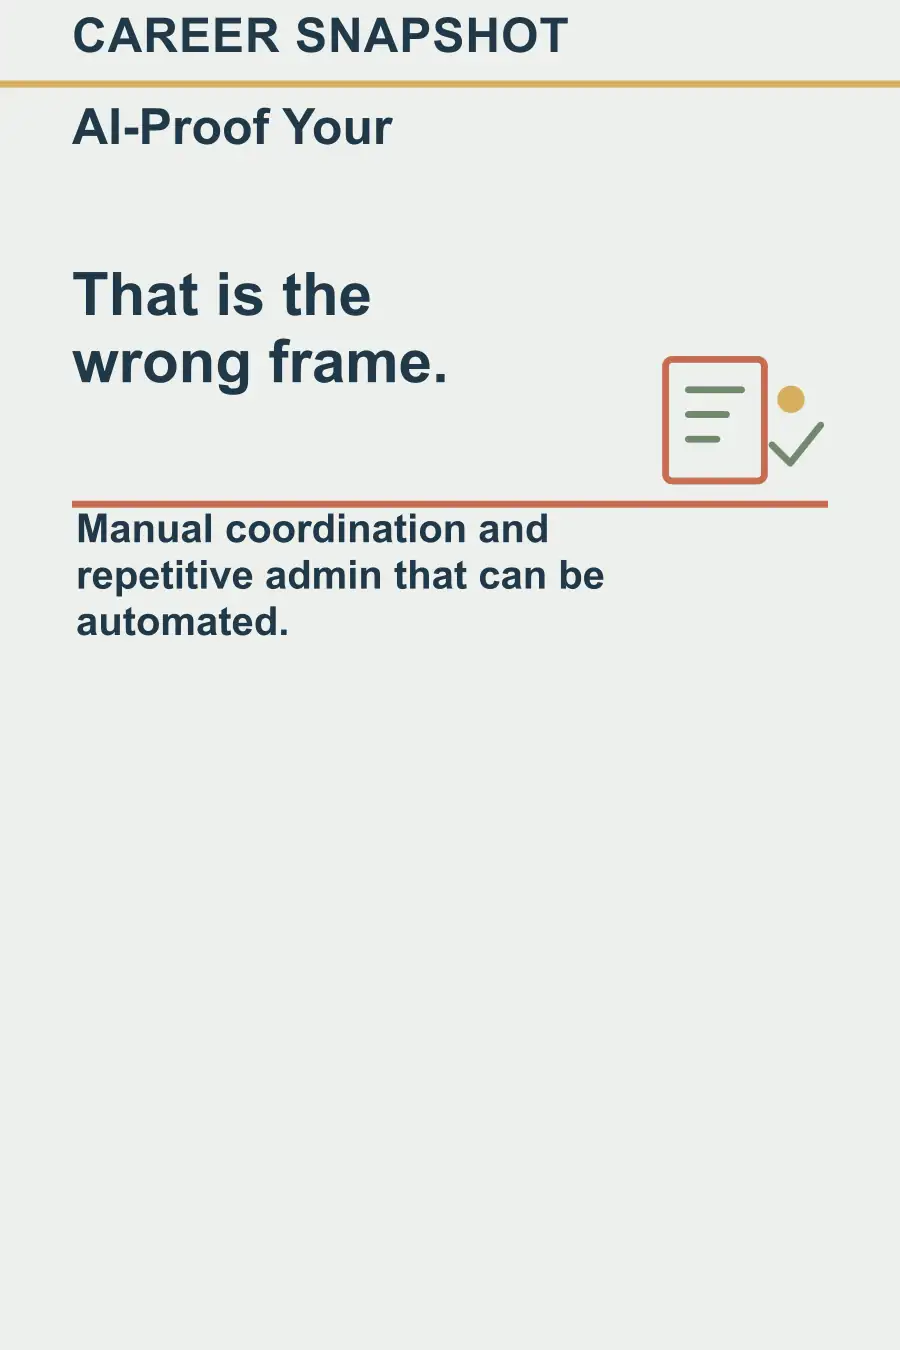 CAREER SNAPSHOT
AI-Proof Your
That is the
wrong frame.
Manual coordination and
repetitive admin that can be
automated.